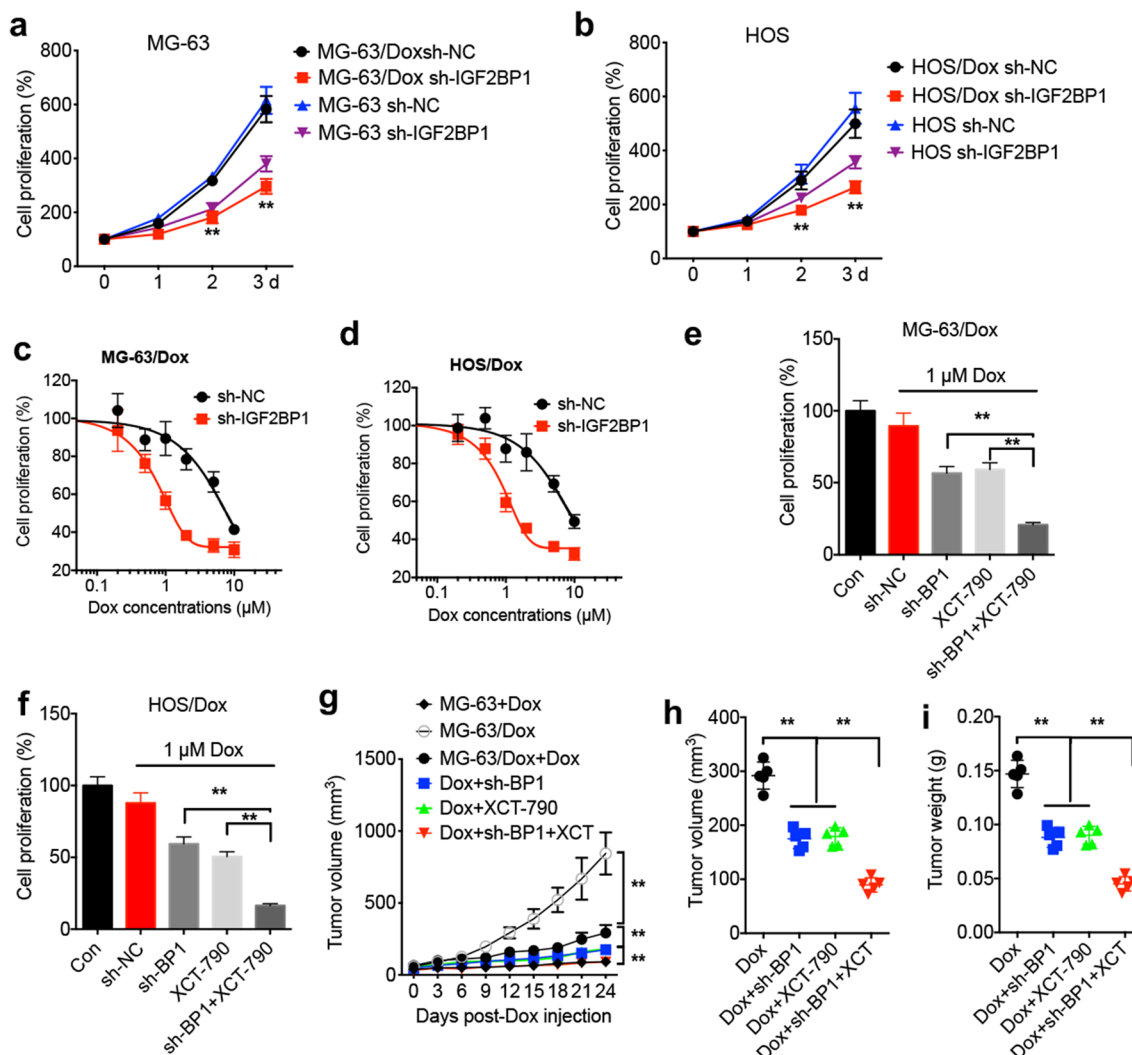 a
MG-63
Cell proliferation (%)
800
600
400
200
0
0 1 2 3 d
**
**
MG-63/Doxsh-NC
MG-63/Dox sh-IGF2BP1
MG-63 sh-NC
MG-63 sh-IGF2BP1
b
HOS
Cell proliferation (%)
800
600
400
200
0
0 1 2 3 d
** **
HOS/Dox sh-NC
HOS/Dox sh-IGF2BP1
HOS sh-NC
HOS sh-IGF2BP1
c
MG-63/Dox
Cell proliferation (%)
120
100
80
60
40
20
0.1 1 10
Dox concentrations (μM)
sh-NC
sh-IGF2BP1
d
HOS/Dox
Cell proliferation (%)
120
100
80
60
40
20
0.1 1 10
Dox concentrations (μM)
sh-NC
sh-IGF2BP1
e
MG-63/Dox
1 μM Dox
**
**
Cell proliferation (%)
150
100
50
0
Con
sh-NC
sh-BP1
XCT-790
sh-BP1+XCT-790
f
HOS/Dox
1 μM Dox
**
**
Cell proliferation (%)
150
100
50
0
Con
sh-NC
sh-BP1
XCT-790
sh-BP1+XCT-790
g
MG-63+Dox
MG-63/Dox
MG-63/Dox+Dox
Dox+sh-BP1
Dox+XCT-790
Dox+sh-BP1+XCT
Tumor volume (mm³)
1500
1000
500
0
0 3 6 9 12 15 18 21 24
Days post-Dox injection
**
**
**
h
Tumor volume (mm³)
400
300
200
100
0
** **
Dox
Dox+sh-BP1
Dox+XCT-790
Dox+sh-BP1+XCT
i
Tumor weight (g)
0.20
0.15
0.10
0.05
0.00
** **
Dox
Dox+sh-BP1
Dox+XCT-790
Dox+sh-BP1+XCT